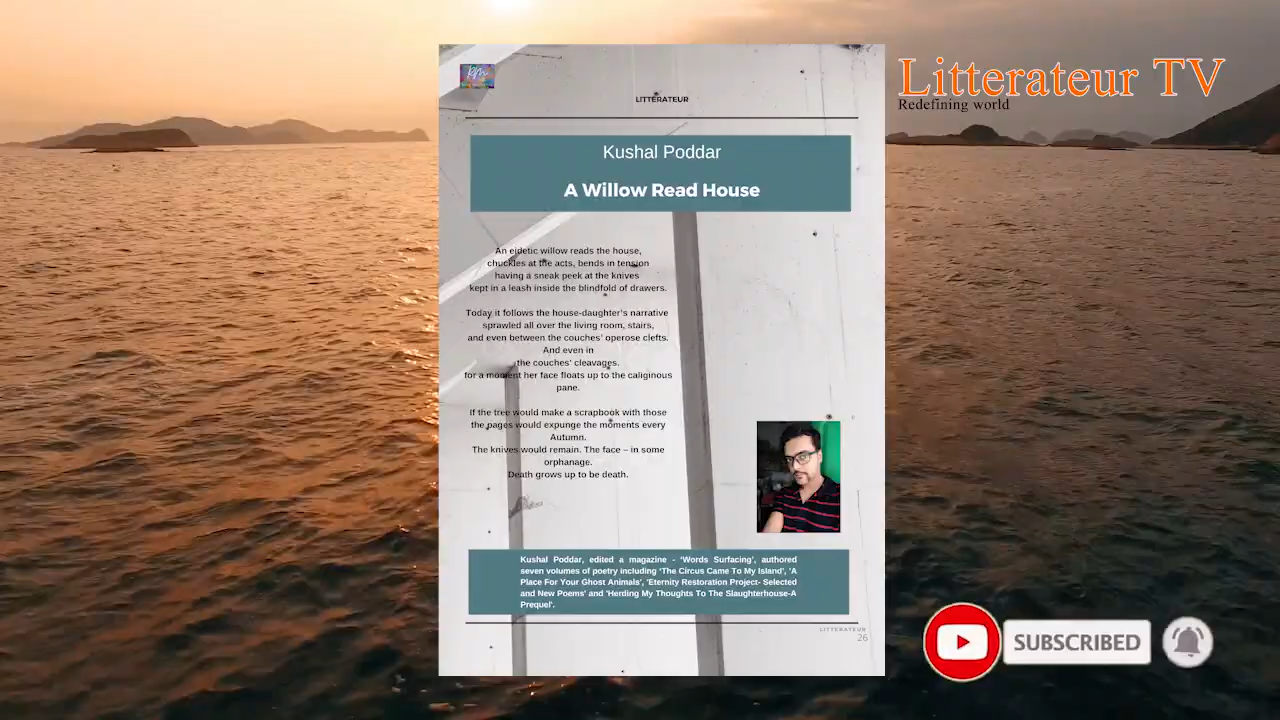 Litterateur TV
Redefining world
RM
LITTERATEUR
Kushal Poddar
A Willow Read House
An eidetic willow reads the house,
chuckles at the acts, bends in tension
having a sneak peek at the knives
kept in a leash inside the blindfold of drawers.
Today it follows the house-daughter's narrative
sprawled all over the living room, stairs,
and even between the couches' operose clefts.
And even in
the couches' cleavages.
for a moment her face floats up to the caliginous
pane.
If the tree would make a scrapbook with those
the pages would expunge the moments every
Autumn.
The knives would remain. The face – in some
orphanage.
Death grows up to be death.
Kushal Poddar, edited a magazine - 'Words Surfacing', authored
seven volumes of poetry including 'The Circus Came To My Island', 'A
Place For Your Ghost Animals', 'Eternity Restoration Project- Selected
and New Poems' and 'Herding My Thoughts To The Slaughterhouse-A
Prequel'.
LITTERATEUR
26
SUBSCRIBED